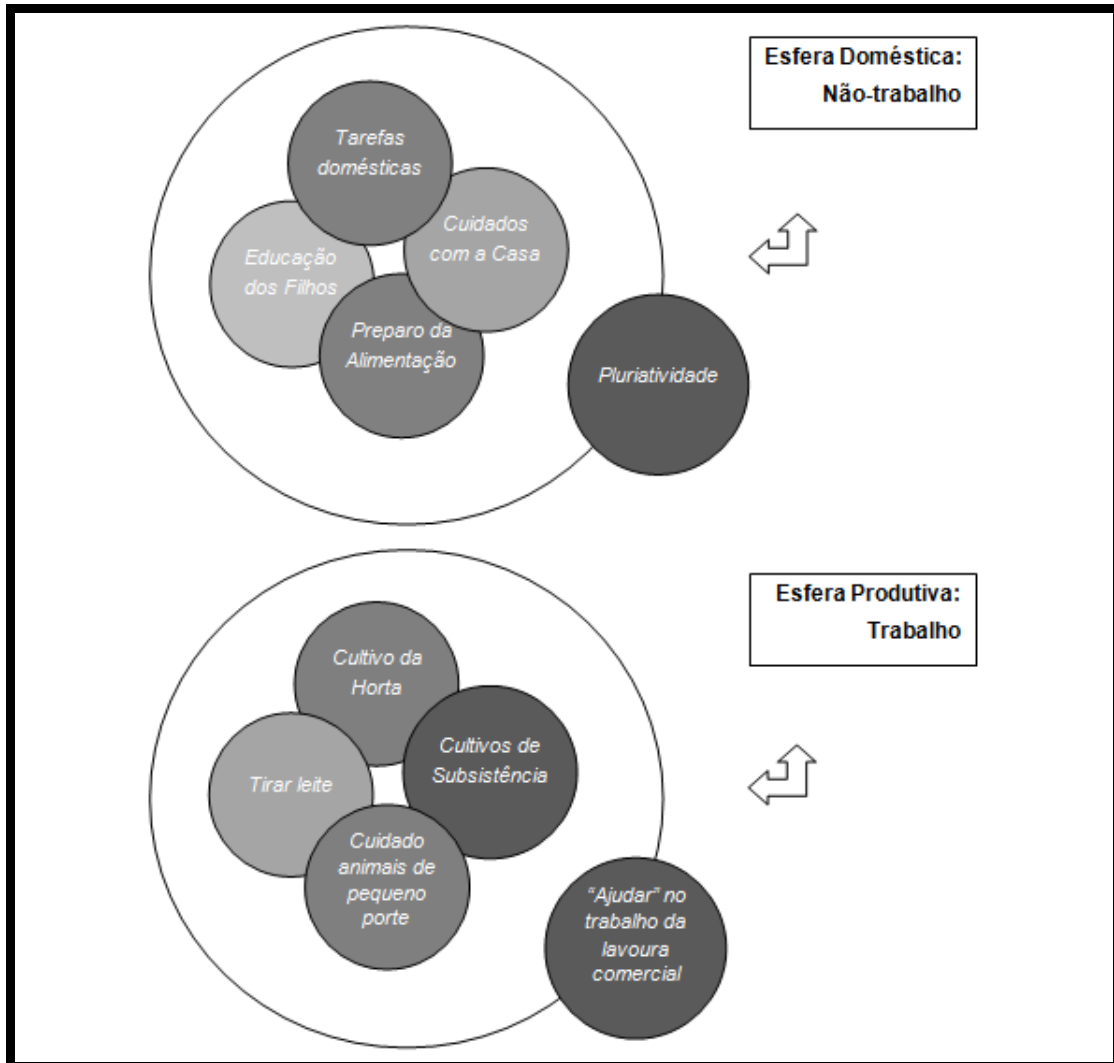 Esfera Doméstica:
Não-trabalho
Tarefas
domésticas
Cuidados
com a Casa
Educação
dos Filhos
Preparo da
Alimentação
Pluriatividade
Esfera Produtiva:
Trabalho
Cultivo da
Horta
Cultivos de
Subsistência
Tirar leite
Cuidado
animais de
pequeno
porte
“Ajudar” no
trabalho da
lavoura
comercial